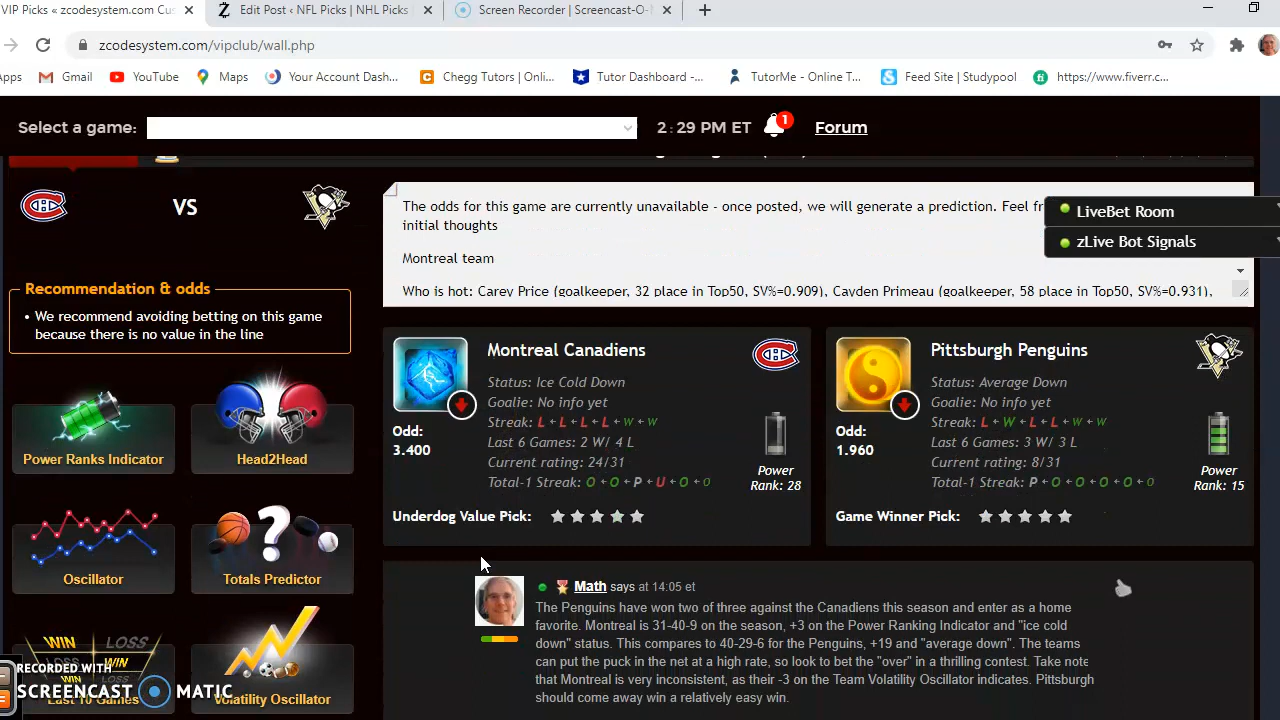 VIP Picks « zcodesystem.com Cus
Edit Post ‹ NFL Picks | NHL Picks
Screen Recorder | Screencast-O-
zcodesystem.com/vipclub/wall.php
Apps
Gmail
YouTube
Maps
Your Account Dash...
Chegg Tutors | Onli...
Tutor Dashboard -...
TutorMe - Online T...
Feed Site | Studypool
https://www.fiverr.c...
Select a game:
2:29 PM ET
1
Forum
VS
The odds for this game are currently unavailable - once posted, we will generate a prediction. Feel fr
initial thoughts
Montreal team
Who is hot: Carey Price (goalkeeper, 32 place in Top50, SV%=0.909), Cayden Primeau (goalkeeper, 58 place in Top50, SV%=0.931),
LiveBet Room
zLive Bot Signals
Recommendation & odds
• We recommend avoiding betting on this game
because there is no value in the line
Power Ranks Indicator
Head2Head
Oscillator
Totals Predictor
WIN LOSS
WIN
Last 10 Games
Volatility Oscillator
Montreal Canadiens
Status: Ice Cold Down
Goalie: No info yet
Streak: L ← L ← L ← L ← W ← W
Last 6 Games: 2 W/ 4 L
Current rating: 24/31
Total-1 Streak: O ← O ← P ← U ← O ← O
Odd:
3.400
Power
Rank: 28
Underdog Value Pick:
Pittsburgh Penguins
Status: Average Down
Goalie: No info yet
Streak: L ← W ← L ← L ← W ← W
Last 6 Games: 3 W/ 3 L
Current rating: 8/31
Total-1 Streak: P ← O ← O ← O ← O ← O
Odd:
1.960
Power
Rank: 15
Game Winner Pick:
Math says at 14:05 et
The Penguins have won two of three against the Canadiens this season and enter as a home
favorite. Montreal is 31-40-9 on the season, +3 on the Power Ranking Indicator and "ice cold
down" status. This compares to 40-29-6 for the Penguins, +19 and "average down". The teams
can put the puck in the net at a high rate, so look to bet the "over" in a thrilling contest. Take note
that Montreal is very inconsistent, as their -3 on the Team Volatility Oscillator indicates. Pittsburgh
should come away win a relatively easy win.
RECORDED WITH
SCREENCAST MATIC